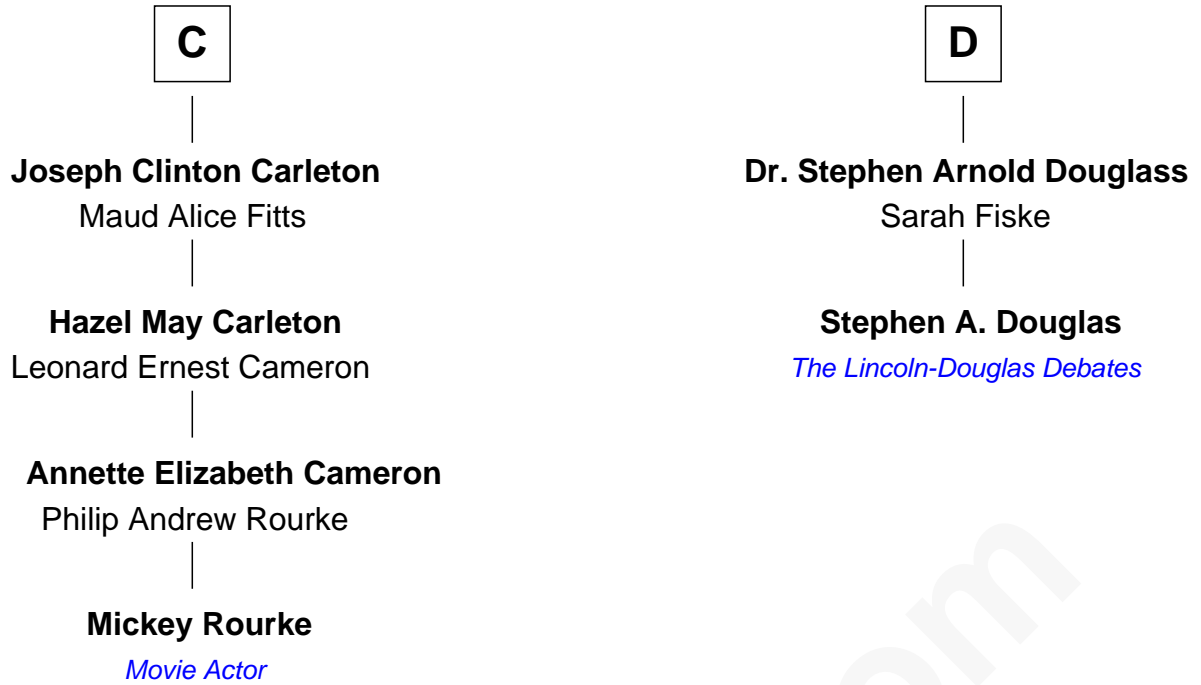 C
Joseph Clinton Carleton
Maud Alice Fitts
Hazel May Carleton
Leonard Ernest Cameron
Annette Elizabeth Cameron
Philip Andrew Rourke
Mickey Rourke
Movie Actor
D
Dr. Stephen Arnold Douglass
Sarah Fiske
Stephen A. Douglas
The Lincoln-Douglas Debates
om